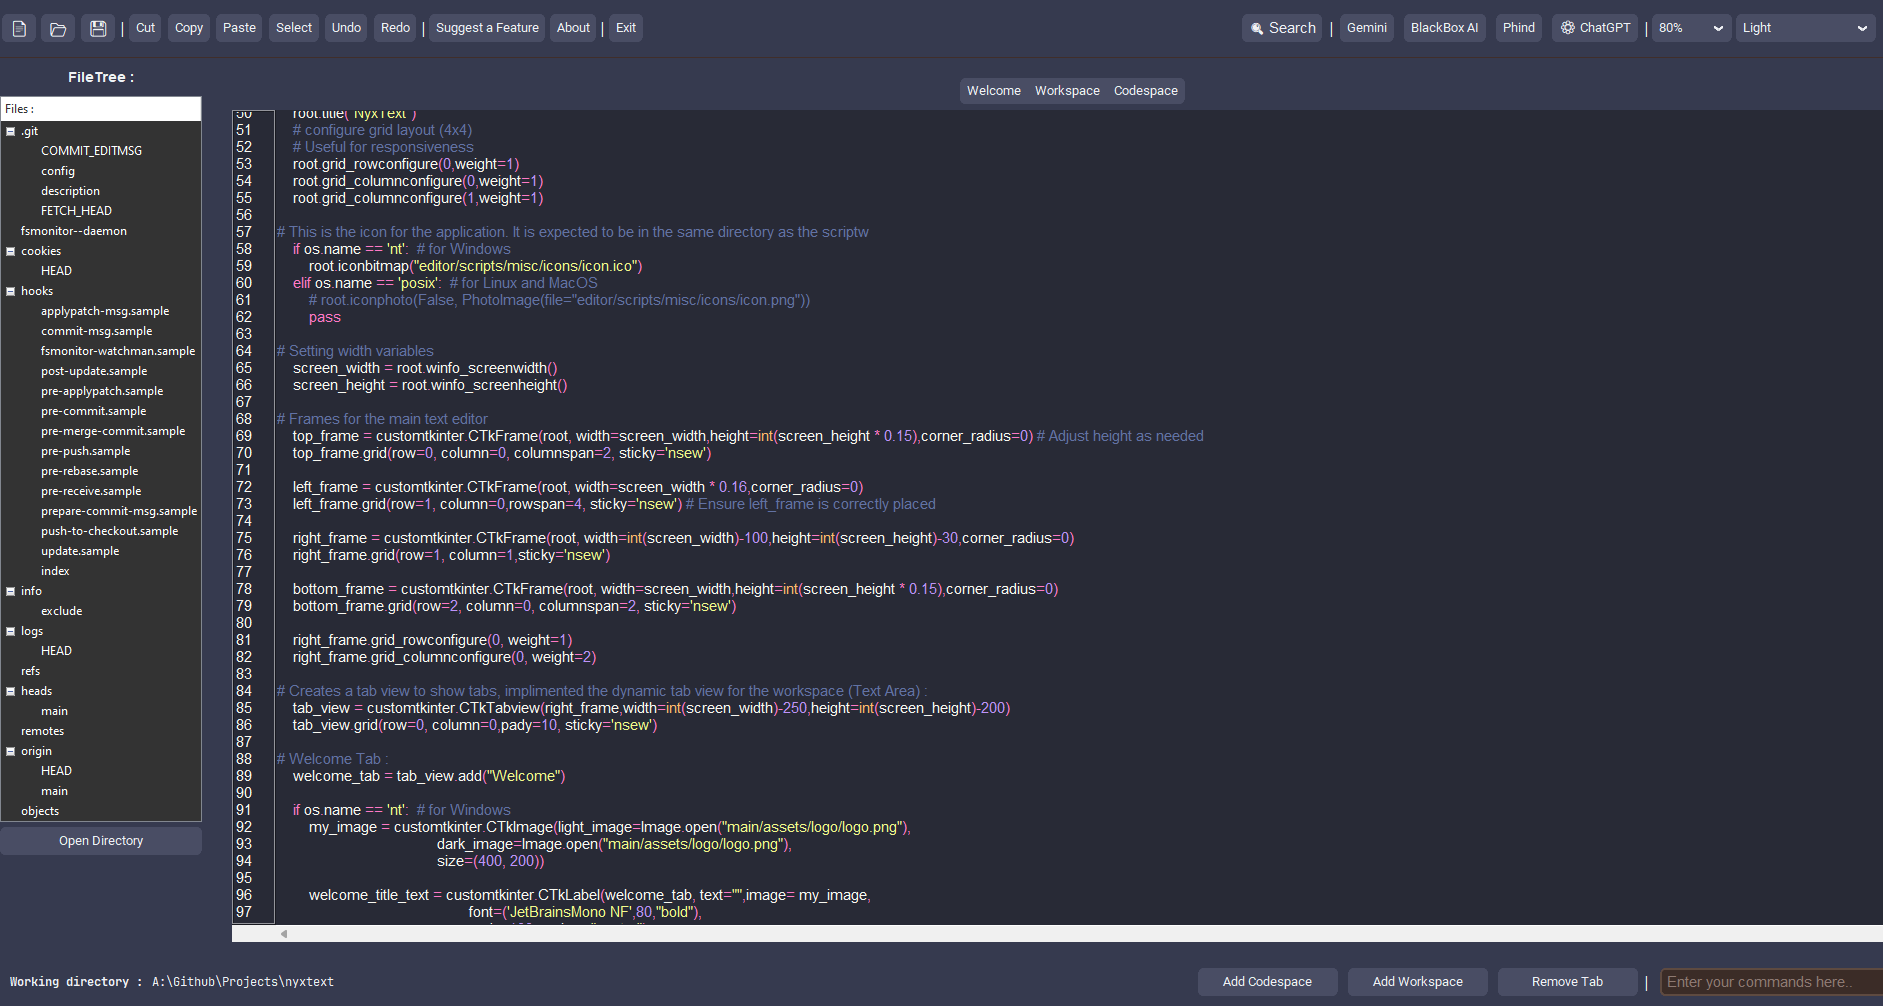 | Cut Copy Paste Select Undo Redo | Suggest a Feature About | Exit Search | Gemini BlackBox AI Phind ChatGPT | 80% Light
FileTree :
Files :
.git
COMMIT_EDITMSG
config
description
FETCH_HEAD
fsmonitor--daemon
cookies
HEAD
hooks
applypatch-msg.sample
commit-msg.sample
fsmonitor-watchman.sample
post-update.sample
pre-applypatch.sample
pre-commit.sample
pre-merge-commit.sample
pre-push.sample
pre-rebase.sample
pre-receive.sample
prepare-commit-msg.sample
push-to-checkout.sample
update.sample
index
info
exclude
logs
HEAD
refs
heads
main
remotes
origin
HEAD
main
objects
Open Directory
Welcome Workspace Codespace
50 root.title("NyxText")
51 # configure grid layout (4x4)
52 # Useful for responsiveness
53 root.grid_rowconfigure(0,weight=1)
54 root.grid_columnconfigure(0,weight=1)
55 root.grid_columnconfigure(1,weight=1)
56
57 # This is the icon for the application. It is expected to be in the same directory as the scriptw
58 if os.name == 'nt':  # for Windows
59 root.iconbitmap("editor/scripts/misc/icons/icon.ico")
60 elif os.name == 'posix':  # for Linux and MacOS
61 # root.iconphoto(False, PhotoImage(file="editor/scripts/misc/icons/icon.png"))
62 pass
63
64 # Setting width variables
65 screen_width = root.winfo_screenwidth()
66 screen_height = root.winfo_screenheight()
67
68 # Frames for the main text editor
69 top_frame = customtkinter.CTkFrame(root, width=screen_width,height=int(screen_height * 0.15),corner_radius=0) # Adjust height as needed
70 top_frame.grid(row=0, column=0, columnspan=2, sticky='nsew')
71
72 left_frame = customtkinter.CTkFrame(root, width=screen_width * 0.16,corner_radius=0)
73 left_frame.grid(row=1, column=0,rowspan=4, sticky='nsew') # Ensure left_frame is correctly placed
74
75 right_frame = customtkinter.CTkFrame(root, width=int(screen_width)-100,height=int(screen_height)-30,corner_radius=0)
76 right_frame.grid(row=1, column=1,sticky='nsew')
77
78 bottom_frame = customtkinter.CTkFrame(root, width=screen_width,height=int(screen_height * 0.15),corner_radius=0)
79 bottom_frame.grid(row=2, column=0, columnspan=2, sticky='nsew')
80
81 right_frame.grid_rowconfigure(0, weight=1)
82 right_frame.grid_columnconfigure(0, weight=2)
83
84 # Creates a tab view to show tabs, implimented the dynamic tab view for the workspace (Text Area) :
85 tab_view = customtkinter.CTkTabview(right_frame,width=int(screen_width)-250,height=int(screen_height)-200)
86 tab_view.grid(row=0, column=0,pady=10, sticky='nsew')
87
88 # Welcome Tab :
89 welcome_tab = tab_view.add("Welcome")
90
91 if os.name == 'nt':  # for Windows
92 my_image = customtkinter.CTkImage(light_image=Image.open("main/assets/logo/logo.png"),
93 dark_image=Image.open("main/assets/logo/logo.png"),
94 size=(400, 200))
95
96 welcome_title_text = customtkinter.CTkLabel(welcome_tab, text="",image= my_image,
97 font=('JetBrainsMono NF',80,"bold"),
Working directory : A:\Github\Projects\nyxtext
Add Codespace Add Workspace Remove Tab | Enter your commands here..